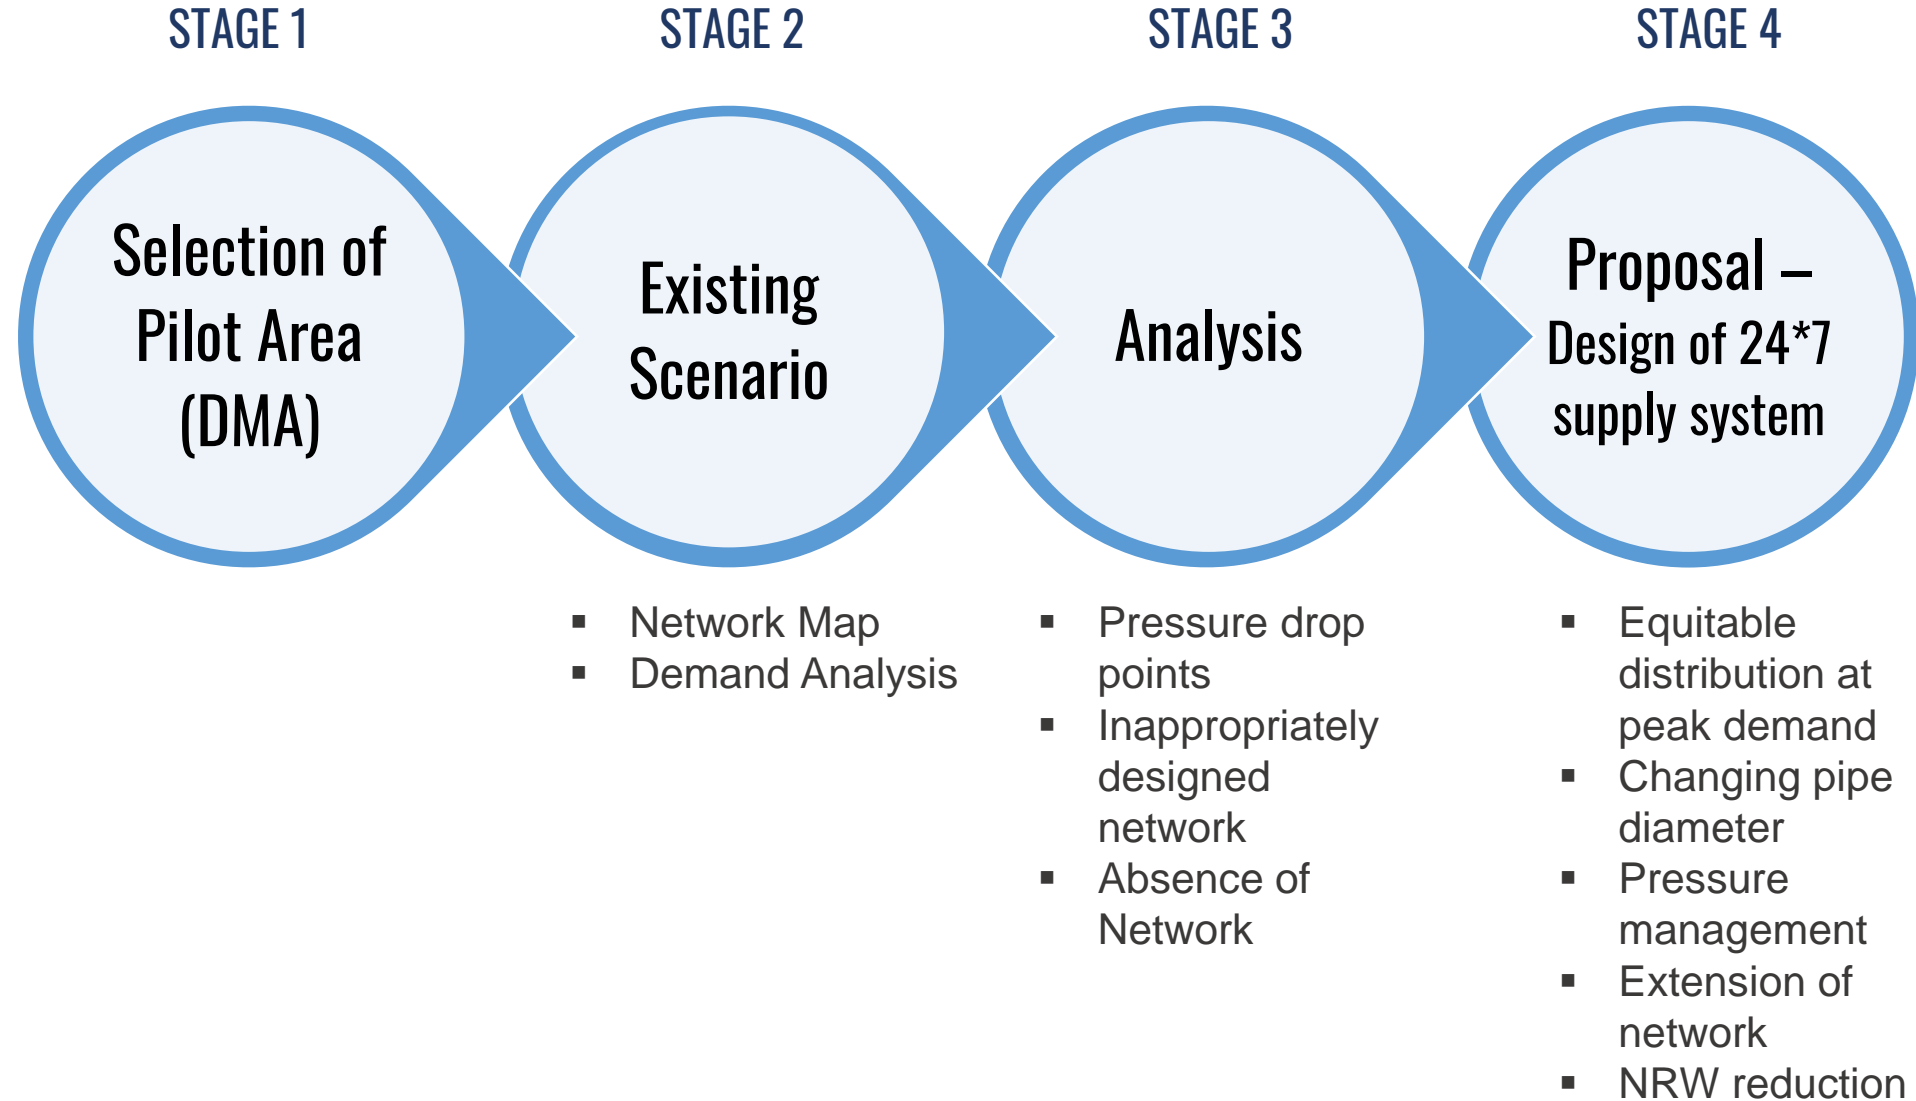 STAGE 1
STAGE 2
STAGE 3
STAGE 4
Selection of
Pilot Area
(DMA)
Existing
Scenario
Analysis
Proposal –
Design of 24*7
supply system
▪ Network Map
▪ Demand Analysis
▪ Pressure drop
points
▪ Inappropriately
designed
network
▪ Absence of
Network
▪ Equitable
distribution at
peak demand
▪ Changing pipe
diameter
▪ Pressure
management
▪ Extension of
network
▪ NRW reduction